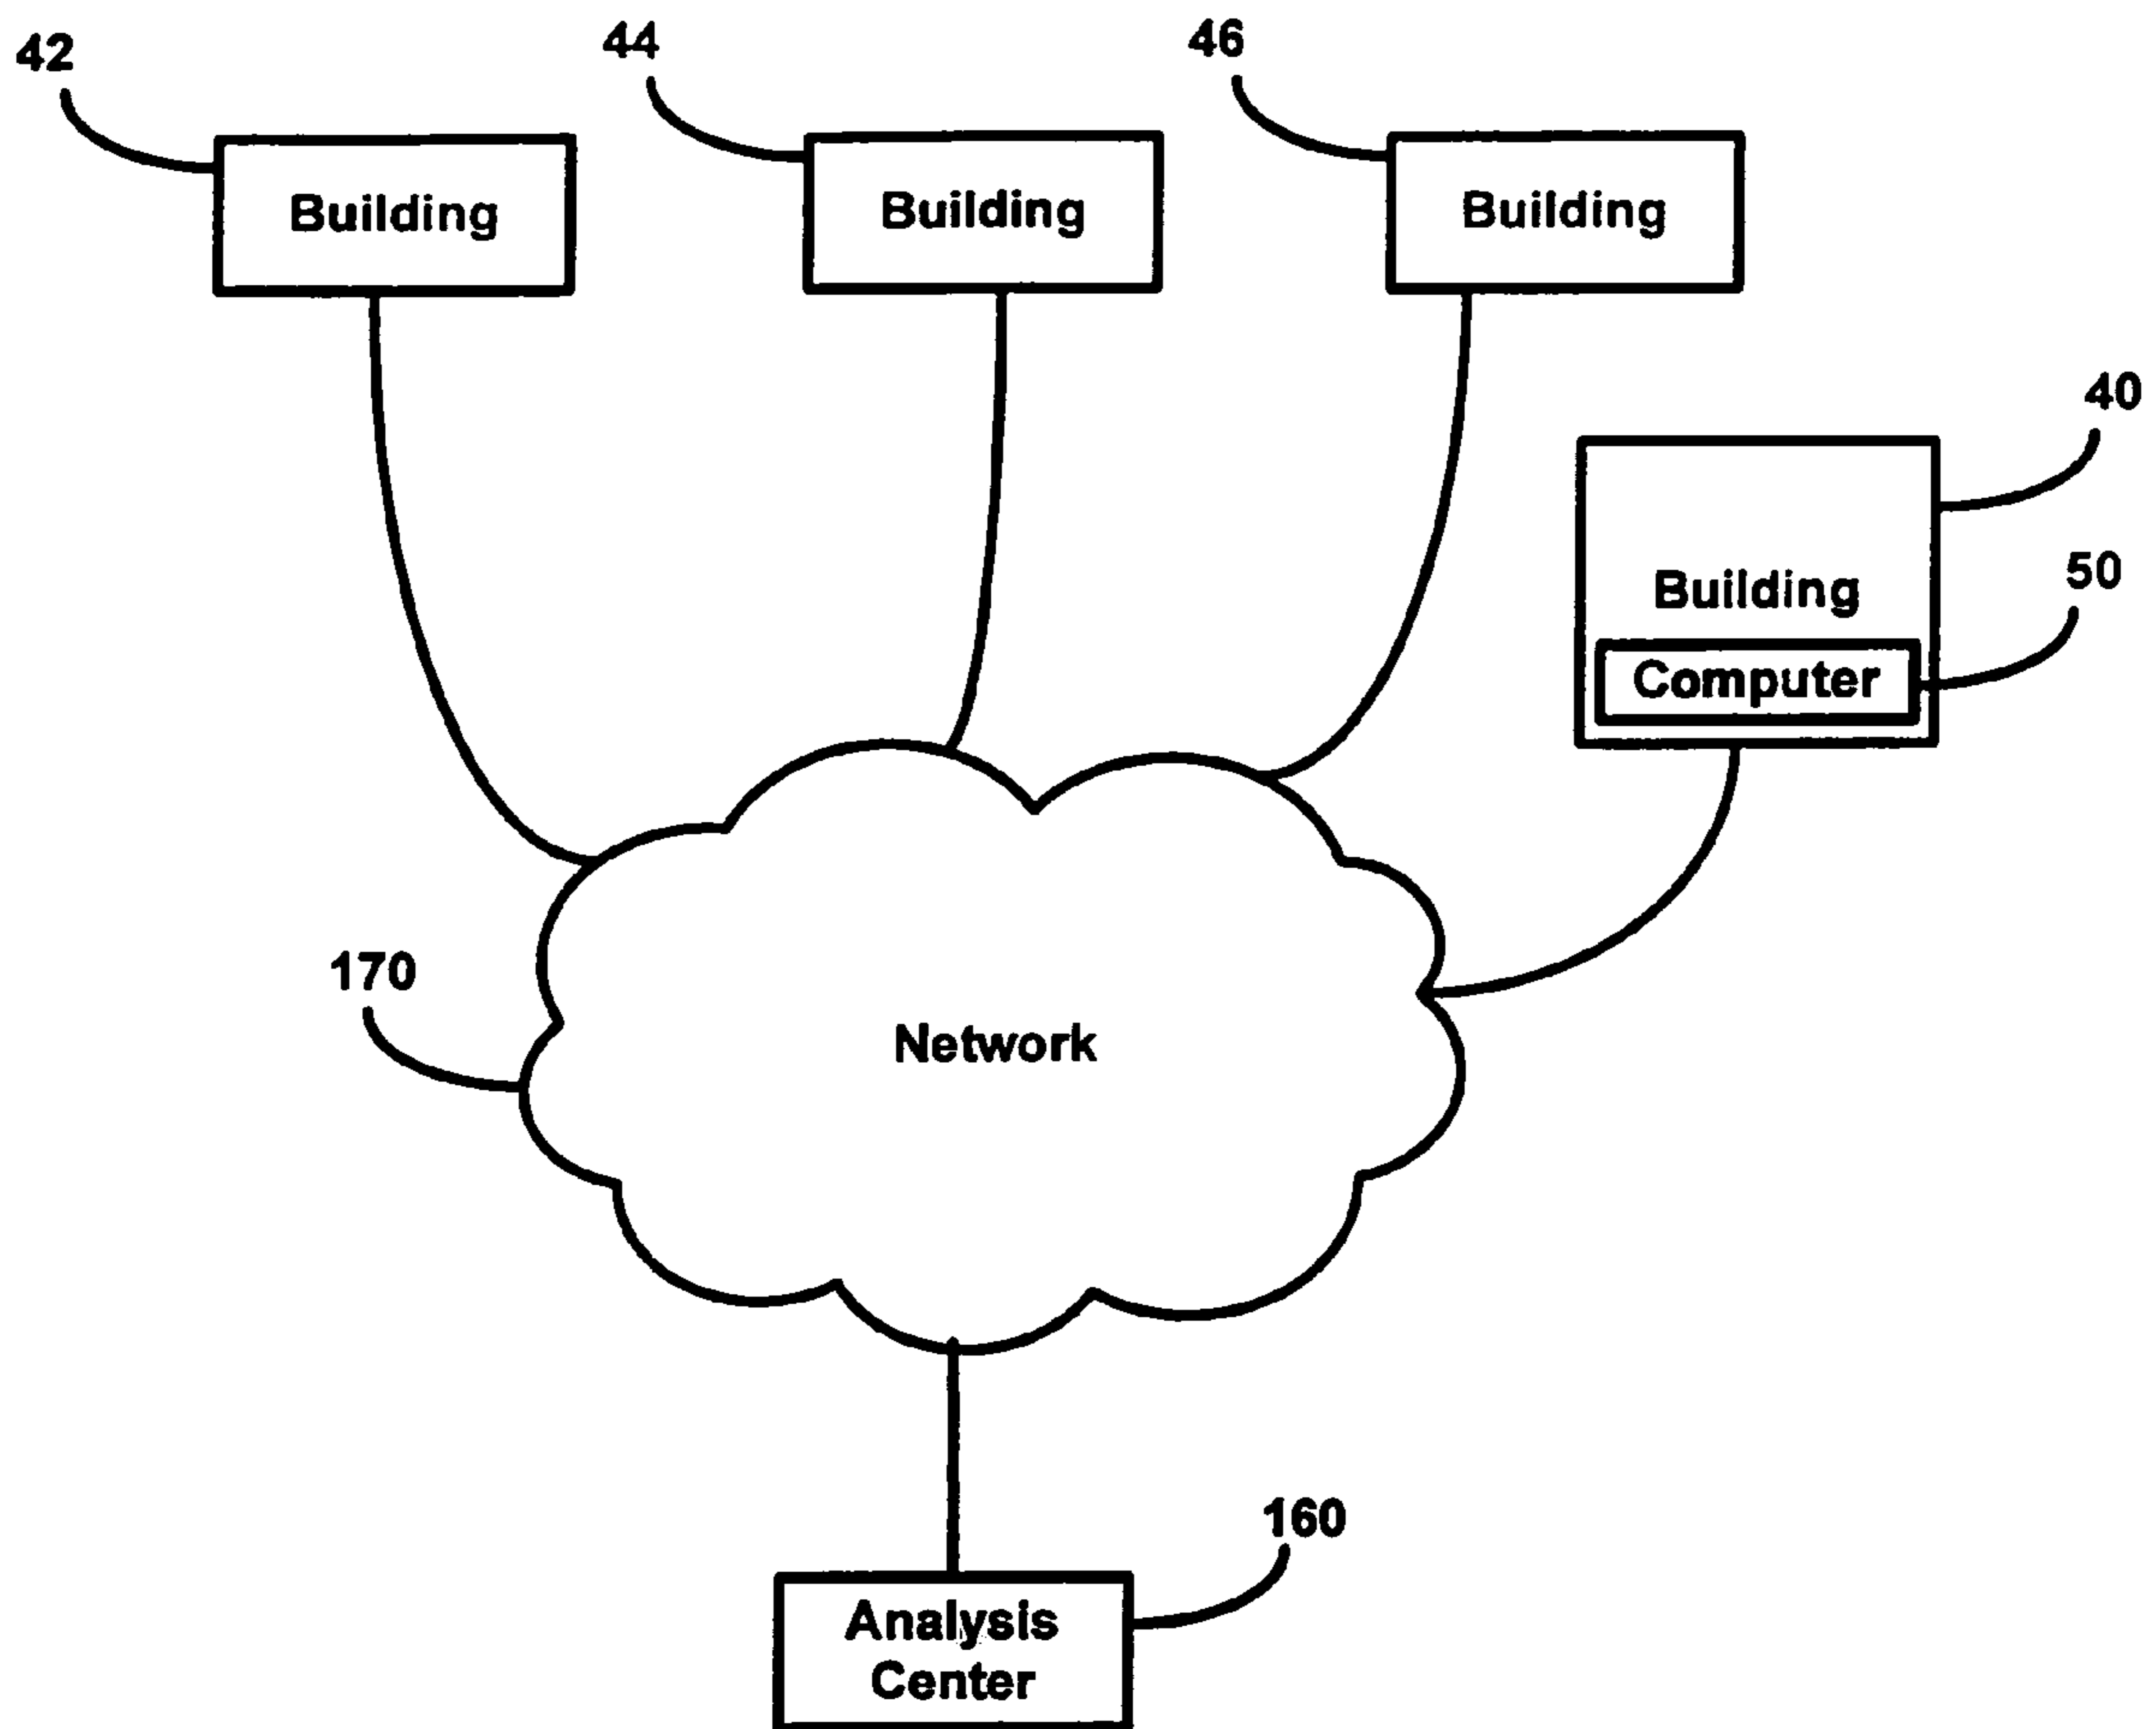 42
44
46
Building
Building
Building
40
Building
50
Computer
170
Network
160
Analysis
Center